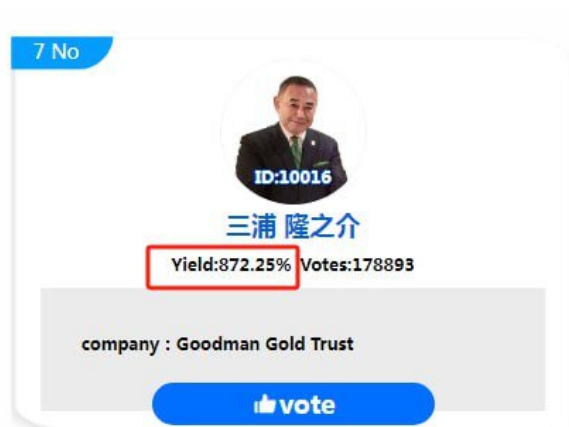 7 No
ID:10016
三浦 隆之介
Yield:872.25% Votes:178893
company : Goodman Gold Trust
vote